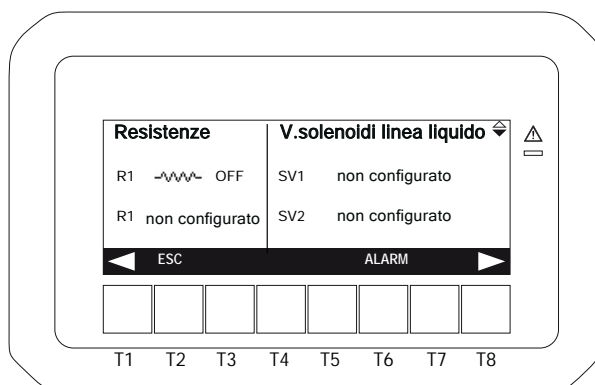 Resistenze V.solenoidi linea liquido
R1 OFF SV1 non configurato
R1 non configurato SV2 non configurato
ESC ALARM
T1 T2 T3 T4 T5 T6 T7 T8